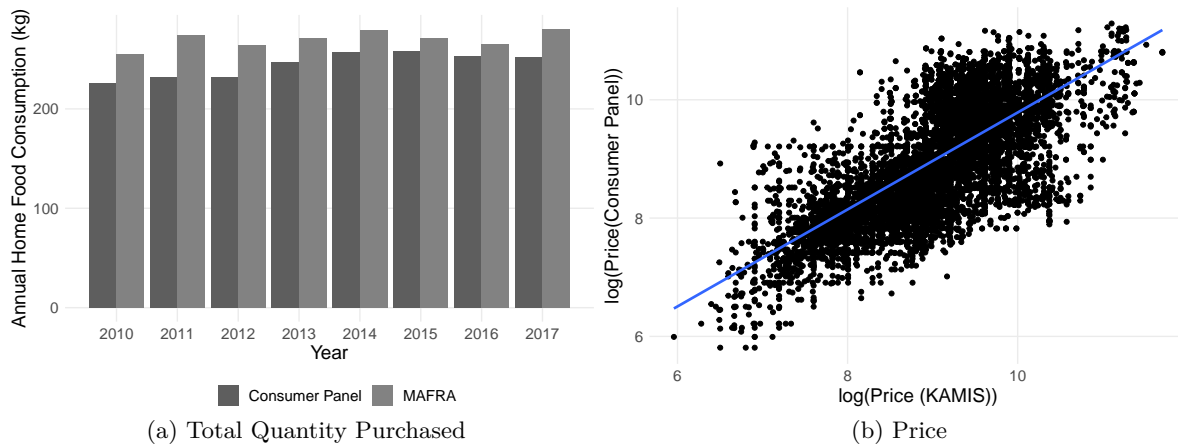 Annual Home Food Consumption (kg)
200
100
0
2010 2011 2012 2013 2014 2015 2016 2017
Year
Consumer Panel MAFRA
(a) Total Quantity Purchased
log(Price(Consumer Panel))
10
8
6
6 8 10
log(Price (KAMIS))
(b) Price